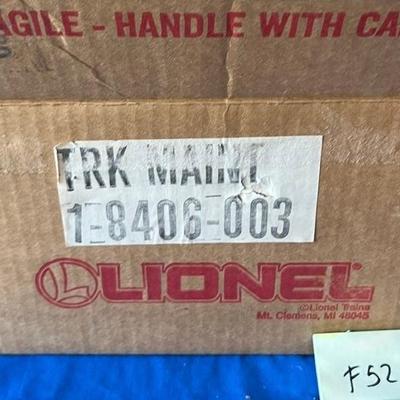 AGILE - HANDLE WITH CA
TRK MAINT
1-8406-003
LIONEL
©Lionel Trains
Mt. Clemens, MI 48045
F52